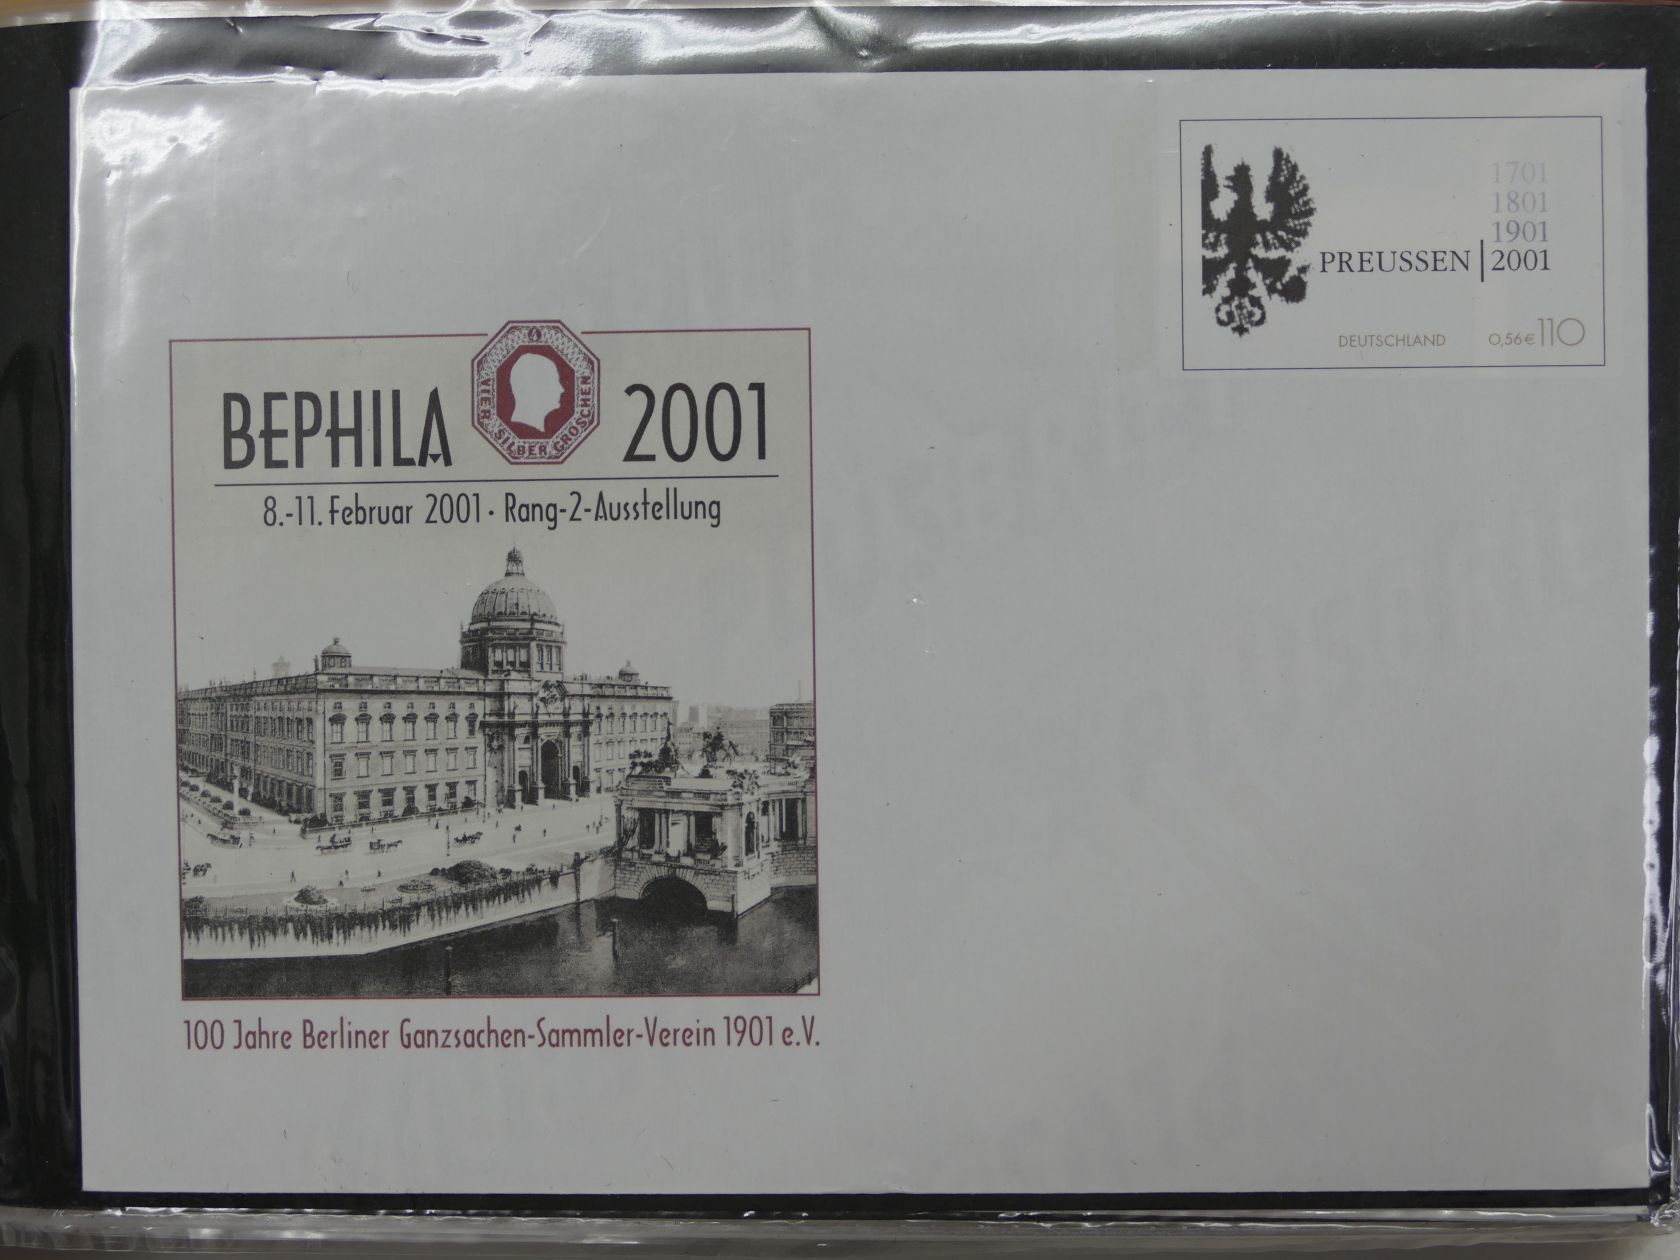 1701
1801
1901
PREUSSEN | 2001
DEUTSCHLAND 0,56€ 110
BEPHILA 2001
4
VIER SILBER GROSCHEN
8.-11. Februar 2001 · Rang-2-Ausstellung
100 Jahre Berliner Ganzsachen-Sammler-Verein 1901 e.V.